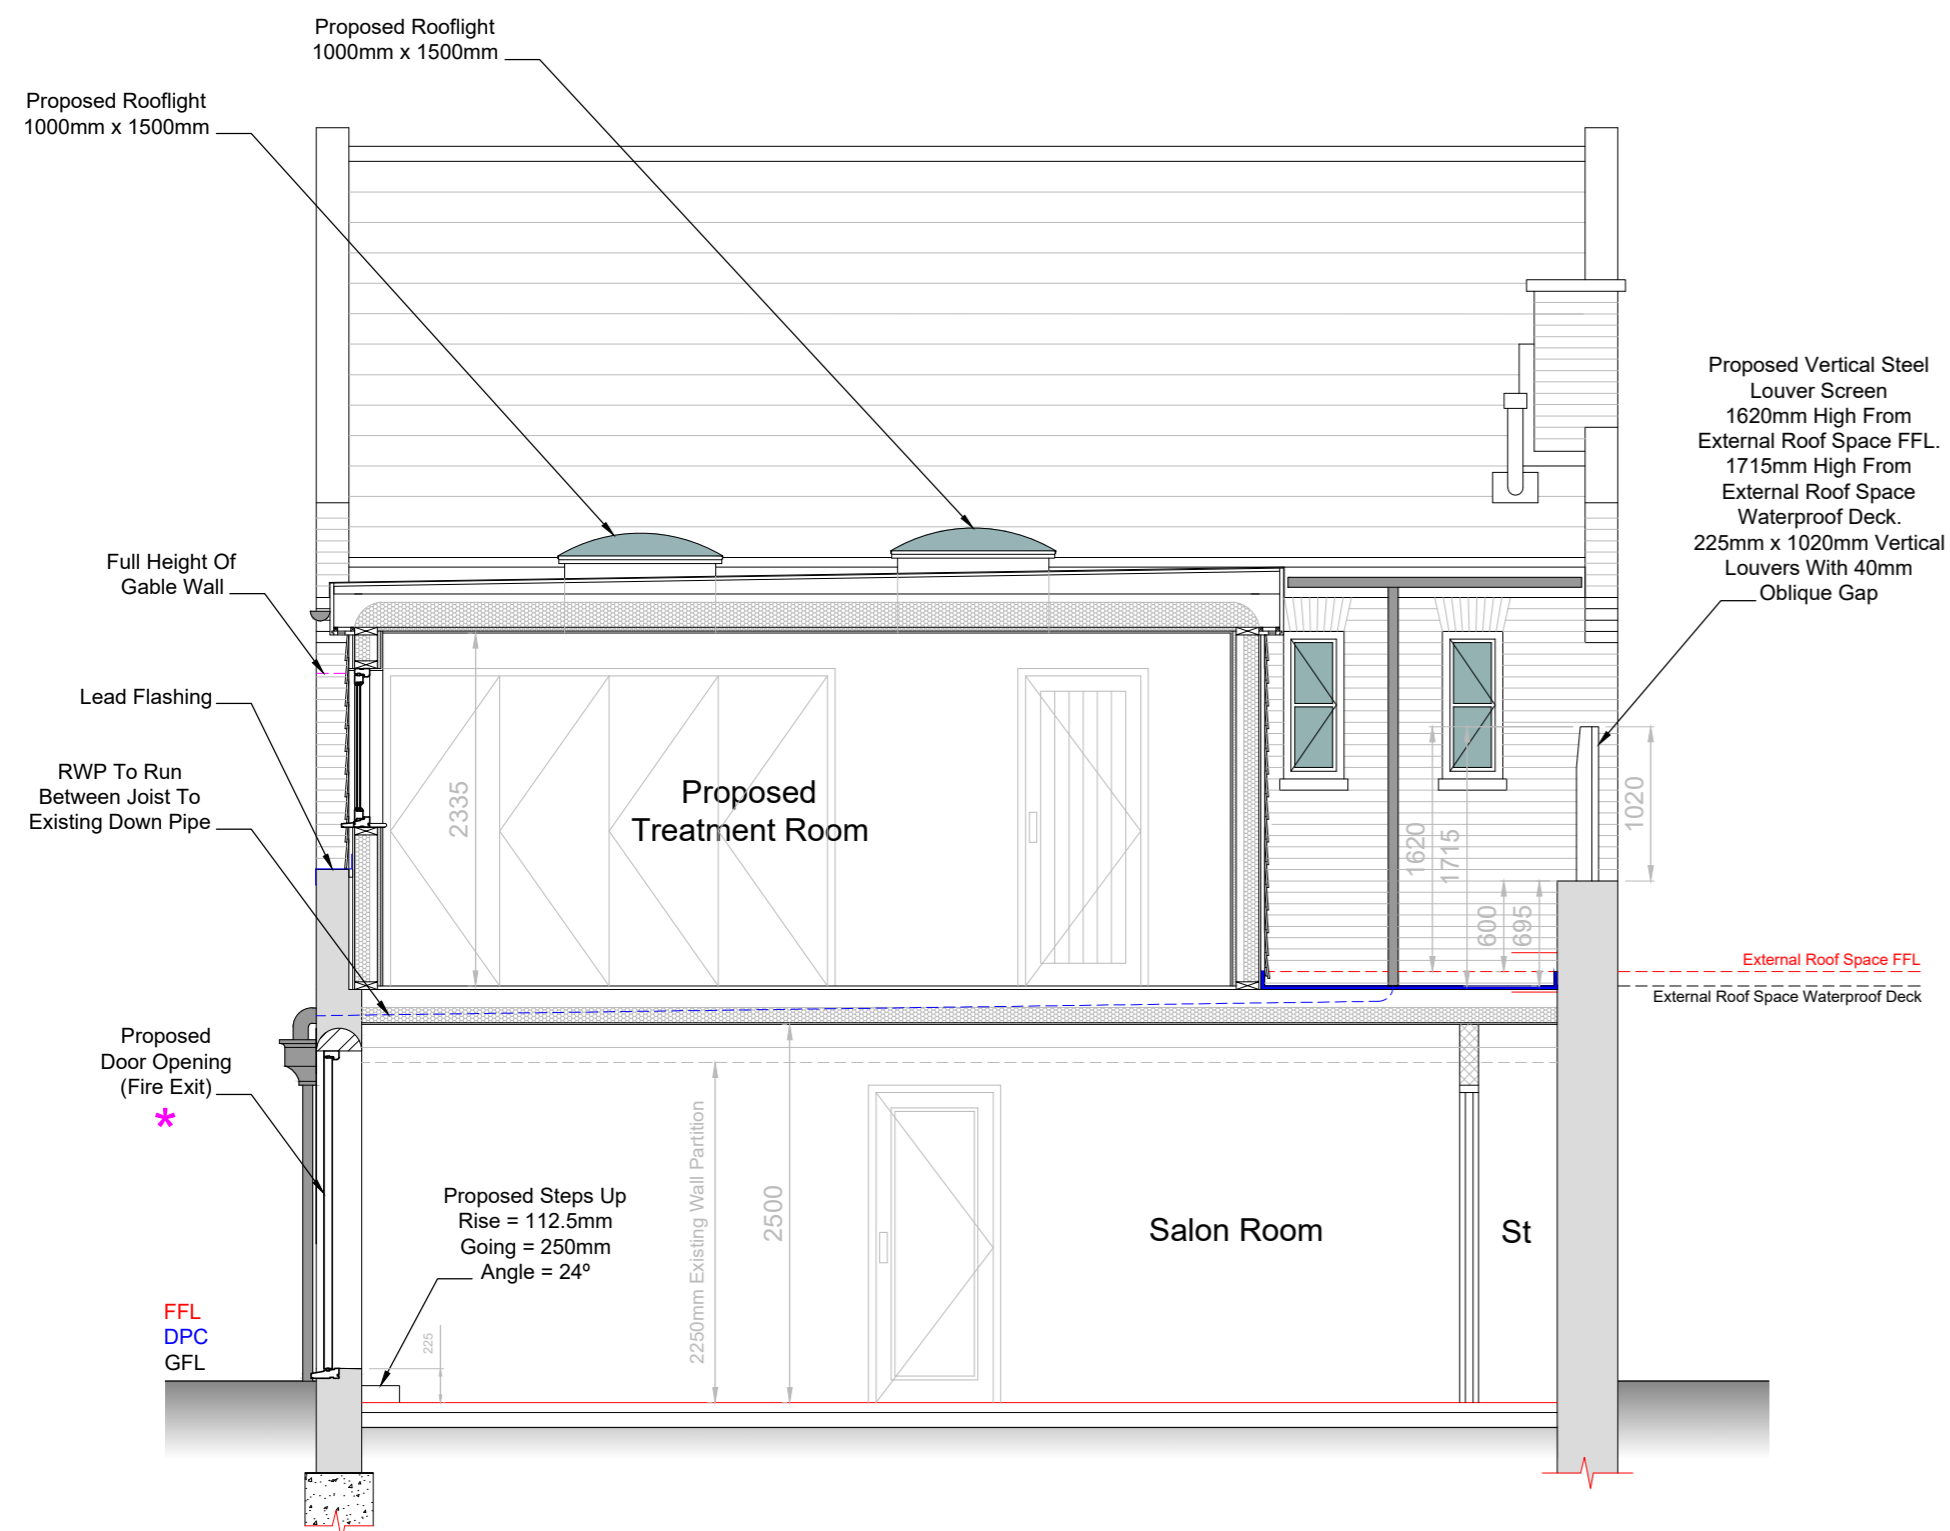 Proposed Rooflight
1000mm x 1500mm
Proposed Rooflight
1000mm x 1500mm
Proposed Vertical Steel
Louver Screen
1620mm High From
External Roof Space FFL.
1715mm High From
External Roof Space
Waterproof Deck.
225mm x 1020mm Vertical
Louvers With 40mm
Oblique Gap
Full Height Of
Gable Wall
Lead Flashing
RWP To Run
Between Joist To
Existing Down Pipe
2335
Proposed
Treatment Room
1620
1715
1020
600
695
External Roof Space FFL
External Roof Space Waterproof Deck
Proposed
Door Opening
(Fire Exit)
*
Proposed Steps Up
Rise = 112.5mm
Going = 250mm
Angle = 24º
225
2250mm Existing Wall Partition
2500
Salon Room
St
FFL
DPC
GFL